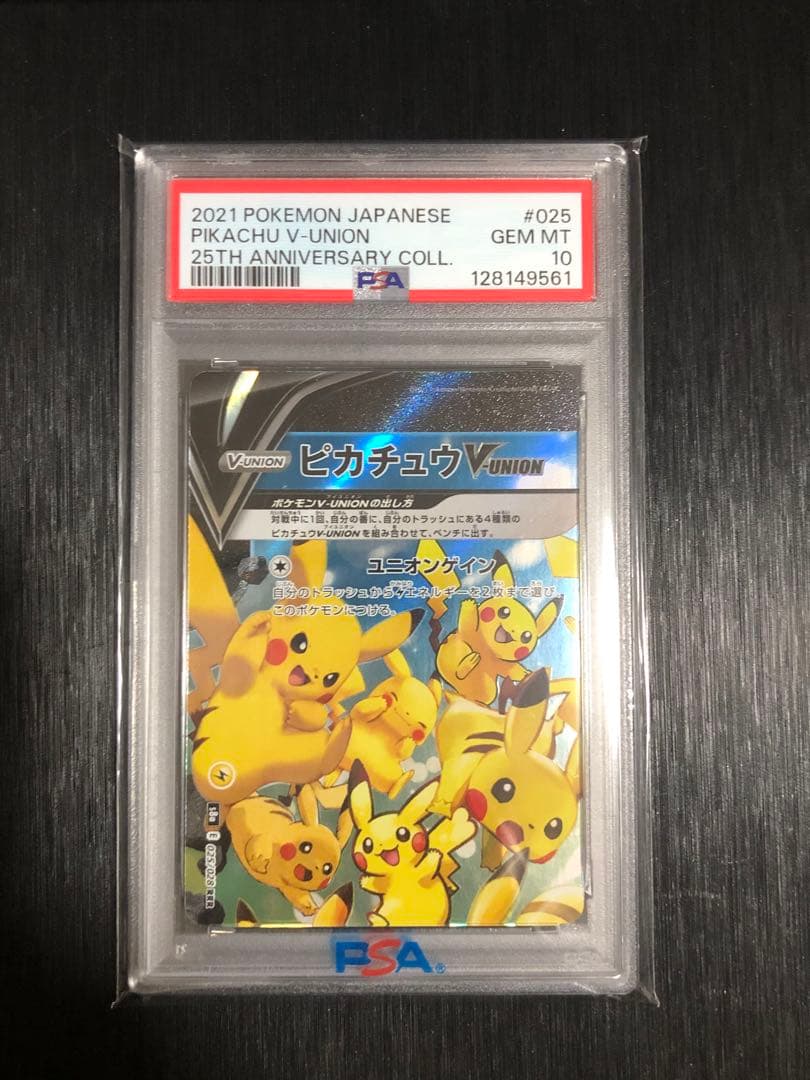 2021 POKEMON JAPANESE #025
PIKACHU V-UNION GEM MT
25TH ANNIVERSARY COLL. 10
PSA 128149561
V-UNION ピカチュウV-UNION
ポケモンV-UNIONの出し方
対戦中に1回、自分の番に、自分のトラッシュにある4種類の
ピカチュウV-UNIONを組み合わせて、ベンチに出す。
ユニオンゲイン
自分のトラッシュからエネルギーを2枚まで選び、
このポケモンにつける。
s8a E 025/028 RRR
PSA®